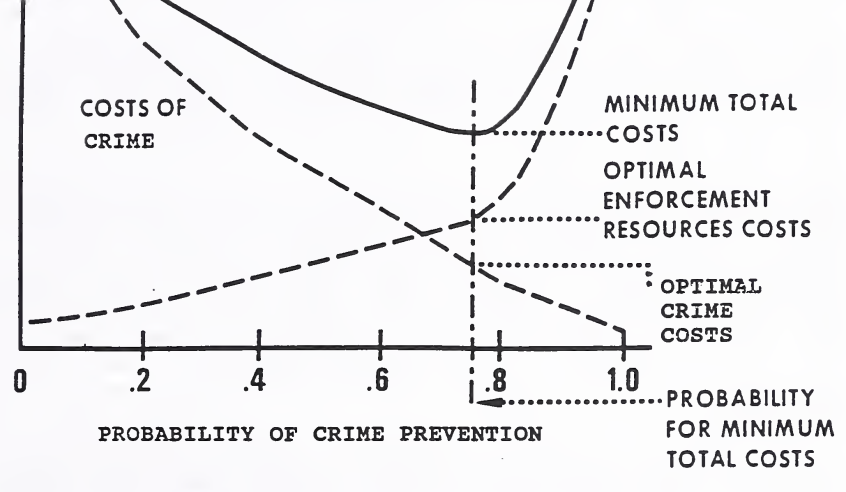 COSTS OF
CRIME
MINIMUM TOTAL
COSTS
OPTIMAL
ENFORCEMENT
RESOURCES COSTS
OPTIMAL
CRIME
COSTS
0 .2 .4 .6 .8 1.0
PROBABILITY OF CRIME PREVENTION
PROBABILITY
FOR MINIMUM
TOTAL COSTS